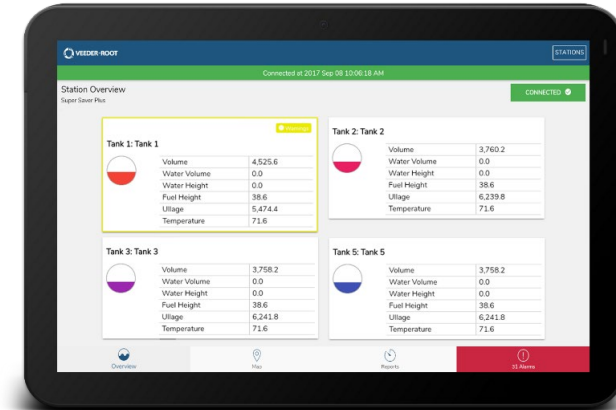 VEEDER-ROOT
STATIONS
Connected at 2017 Sep 08 10:06:18 AM
Station Overview
Super Saver Plus
CONNECTED
Warnings
Tank 1: Tank 1
Volume 4,525.6
Water Volume 0.0
Water Height 0.0
Fuel Height 38.6
Ullage 5,474.4
Temperature 71.6
Tank 2: Tank 2
Volume 3,760.2
Water Volume 0.0
Water Height 0.0
Fuel Height 38.6
Ullage 6,239.8
Temperature 71.6
Tank 3: Tank 3
Volume 3,758.2
Water Volume 0.0
Water Height 0.0
Fuel Height 38.6
Ullage 6,241.8
Temperature 71.6
Tank 5: Tank 5
Volume 3,758.2
Water Volume 0.0
Water Height 0.0
Fuel Height 38.6
Ullage 6,241.8
Temperature 71.6
Overview
Map
Reports
31 Alarms